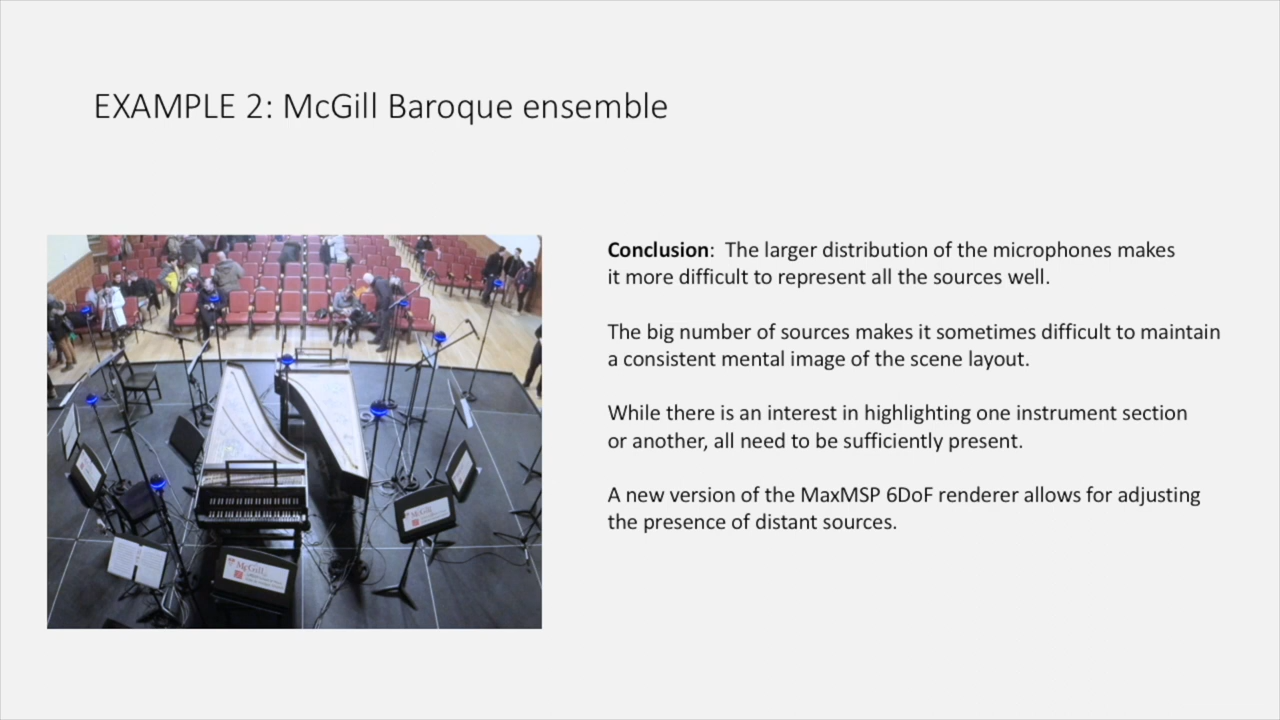 EXAMPLE 2: McGill Baroque ensemble
Conclusion:  The larger distribution of the microphones makes
it more difficult to represent all the sources well.
The big number of sources makes it sometimes difficult to maintain
a consistent mental image of the scene layout.
While there is an interest in highlighting one instrument section
or another, all need to be sufficiently present.
A new version of the MaxMSP 6DoF renderer allows for adjusting
the presence of distant sources.
McGill
McGill